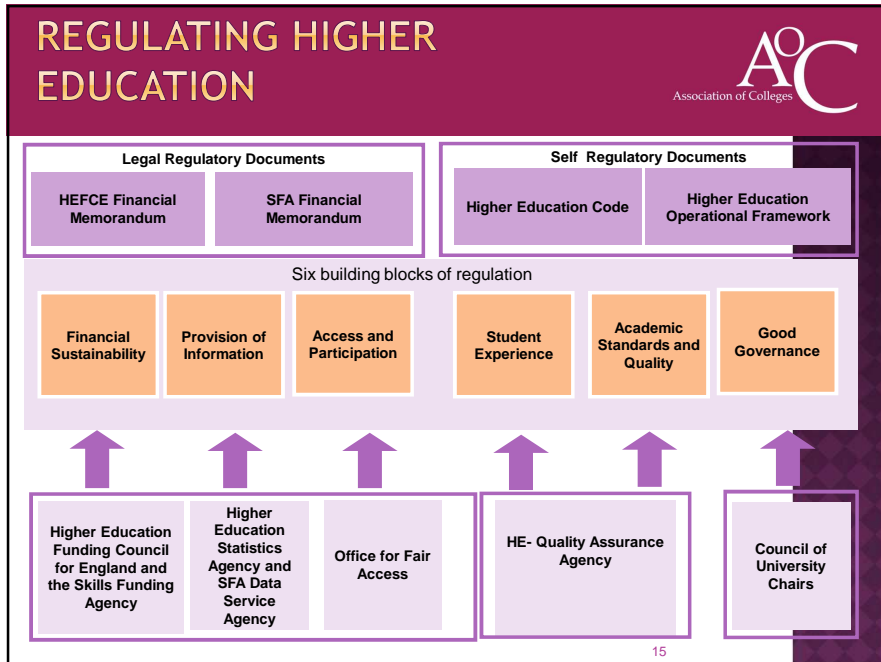 REGULATING HIGHER
EDUCATION
AOC
Association of Colleges
Legal Regulatory Documents
HEFCE Financial
Memorandum
SFA Financial
Memorandum
Self  Regulatory Documents
Higher Education Code
Higher Education
Operational Framework
Six building blocks of regulation
Financial
Sustainability
Provision of
Information
Access and
Participation
Student
Experience
Academic
Standards and
Quality
Good
Governance
Higher Education
Funding Council
for England and
the Skills Funding
Agency
Higher
Education
Statistics
Agency and
SFA Data
Service
Agency
Office for Fair
Access
HE- Quality Assurance
Agency
Council of
University
Chairs
15